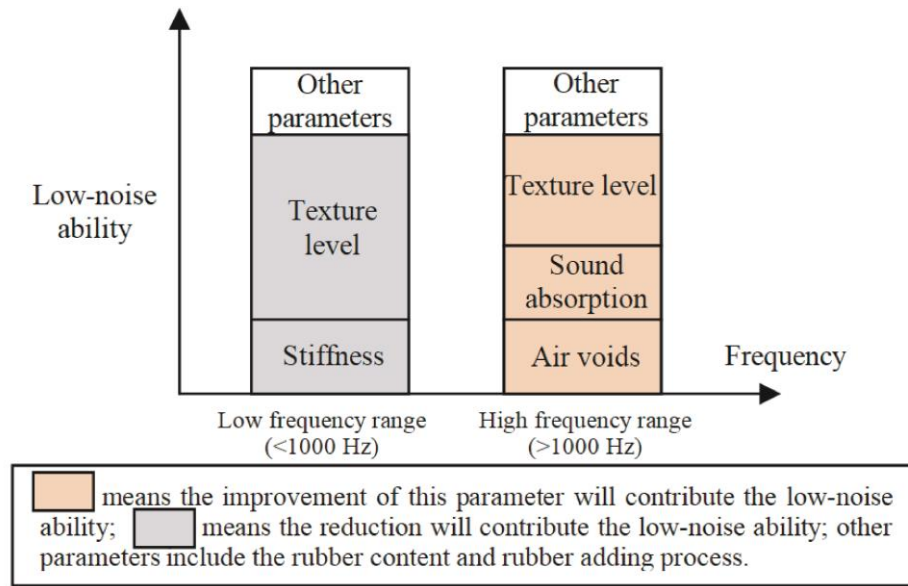 Low-noise
ability
Other
parameters
Texture
level
Stiffness
Other
parameters
Texture level
Sound
absorption
Air voids
Frequency
Low frequency range
(<1000 Hz)
High frequency range
(>1000 Hz)
means the improvement of this parameter will contribute the low-noise
ability; means the reduction will contribute the low-noise ability; other
parameters include the rubber content and rubber adding process.